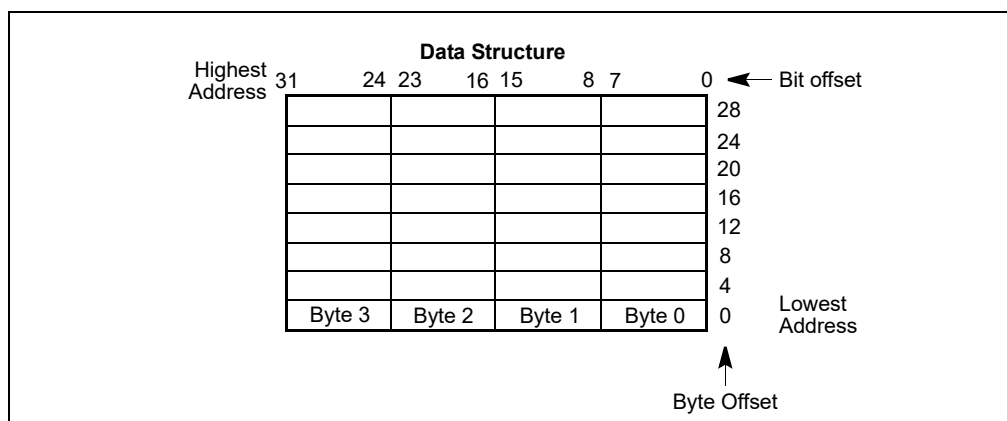 Data Structure
Highest Address
31 24 23 16 15 8 7 0 Bit offset
28
24
20
16
12
8
4
Byte 3 Byte 2 Byte 1 Byte 0 0
Lowest Address
Byte Offset